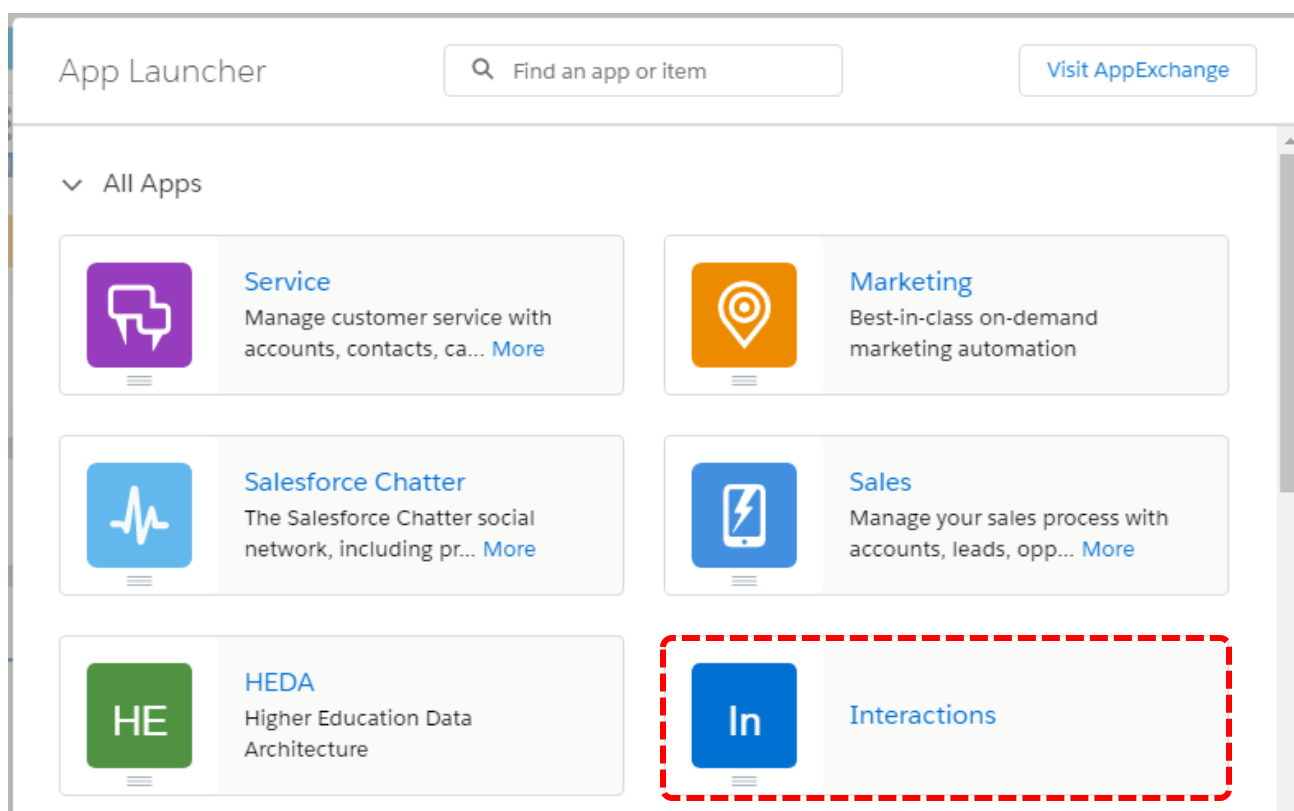 App Launcher
Find an app or item
Visit AppExchange
All Apps
Service
Manage customer service with
accounts, contacts, ca... More
Marketing
Best-in-class on-demand
marketing automation
Salesforce Chatter
The Salesforce Chatter social
network, including pr... More
Sales
Manage your sales process with
accounts, leads, opp... More
HE
HEDA
Higher Education Data
Architecture
In
Interactions